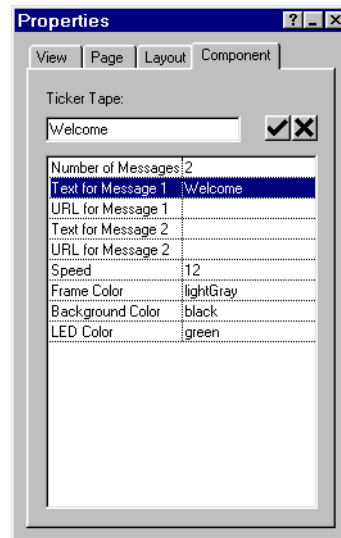 Properties
View Page Layout Component
Ticker Tape:
Welcome
Number of Messages 2
Text for Message 1 Welcome
URL for Message 1
Text for Message 2
URL for Message 2
Speed 12
Frame Color lightGray
Background Color black
LED Color green